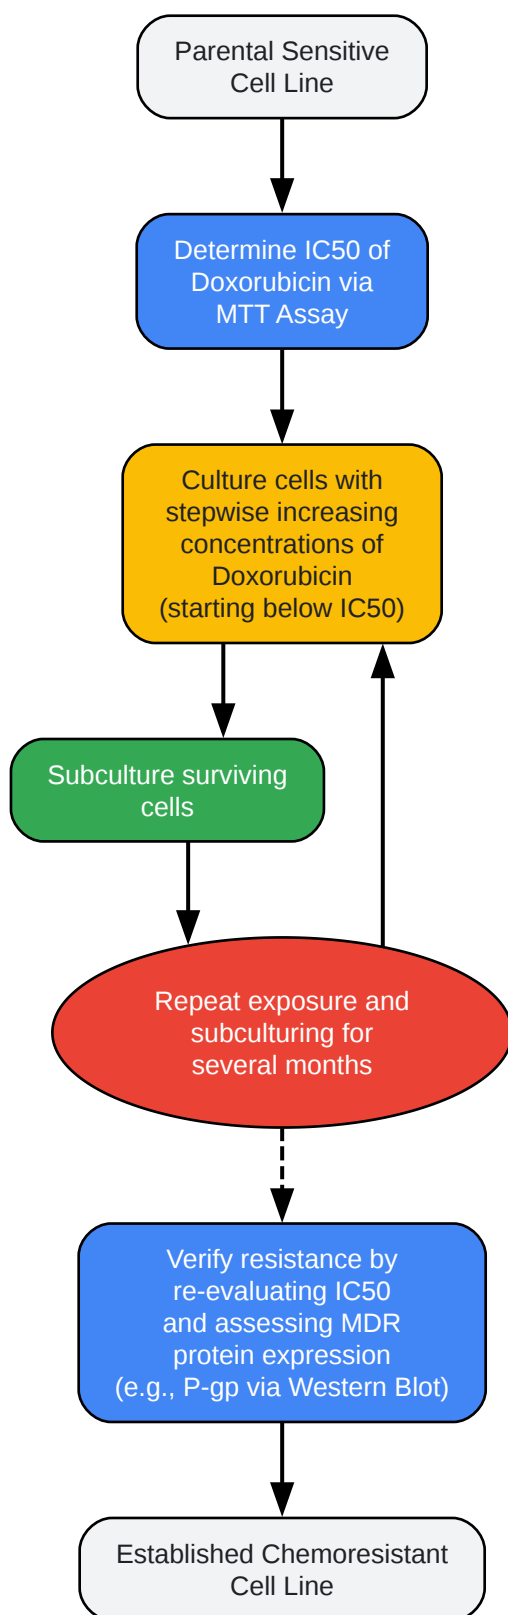 Parental Sensitive
Cell Line
Determine IC50 of
Doxorubicin via
MTT Assay
Culture cells with
stepwise increasing
concentrations of
Doxorubicin
(starting below IC50)
Subculture surviving
cells
Repeat exposure and
subculturing for
several months
Verify resistance by
re-evaluating IC50
and assessing MDR
protein expression
(e.g., P-gp via Western Blot)
Established Chemoresistant
Cell Line